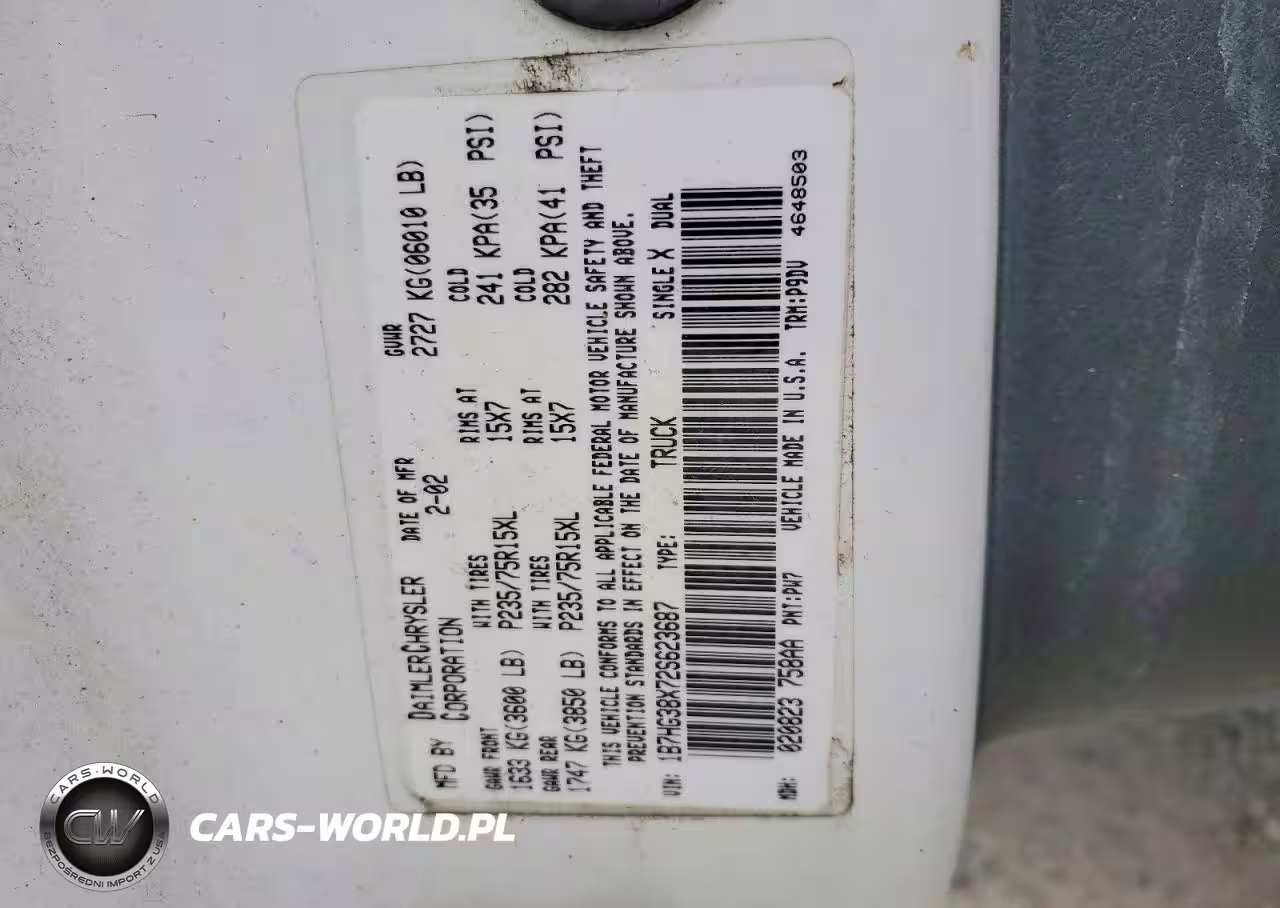 MFD BY DAIMLERCHRYSLER CORPORATION DATE OF MFR 2-02 GVWR 2727 KG(06010 LB)
GAWR FRONT WITH TIRES RIMS AT COLD
1633 KG(3600 LB) P235/75R15XL 15X7 241 KPA(35 PSI)
GAWR REAR WITH TIRES RIMS AT COLD
1747 KG(3850 LB) P235/75R15XL 15X7 282 KPA(41 PSI)
THIS VEHICLE CONFORMS TO ALL APPLICABLE FEDERAL MOTOR VEHICLE SAFETY AND THEFT
PREVENTION STANDARDS IN EFFECT ON THE DATE OF MANUFACTURE SHOWN ABOVE.
VIN: 1B7HG38X72S623687 TYPE: TRUCK SINGLE X DUAL
MDH: 020823 758AA PNT:PW7 VEHICLE MADE IN U.S.A. TRM:P9DV 4648503
CARS-WORLD
CW
BEZPOŚREDNI IMPORT Z USA
CARS-WORLD.PL